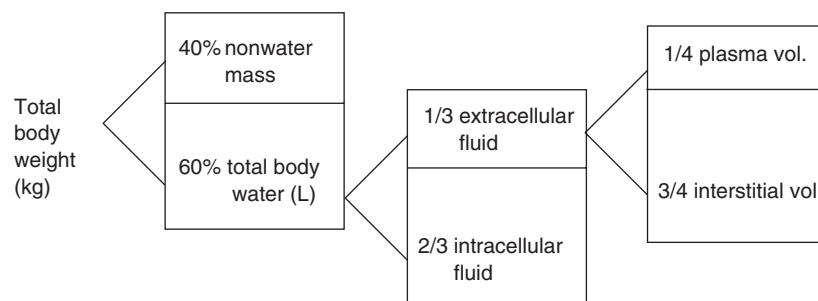 Total
body
weight
(kg)
40% nonwater
mass
60% total body
water (L)
1/3 extracellular
fluid
2/3 intracellular
fluid
1/4 plasma vol.
3/4 interstitial vol